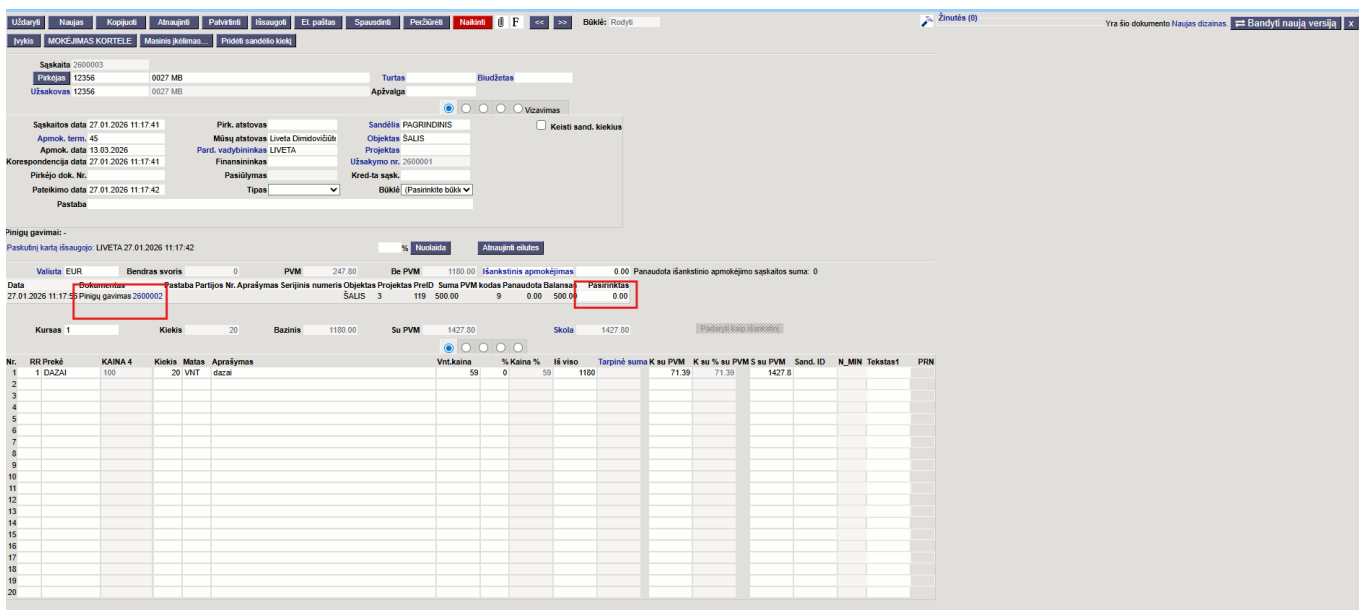 Uždaryti Naujas Kopijuoti Atnaujinti Patvirtinti Išsaugoti El. paštas Spausdinti Peržiūrėti Naikinti F << >> Būklė: Rodyti Žinutės (0) Yra šio dokumento Naujas dizainas. Bandyti naują versiją x
Įvykis MOKĖJIMAS KORTELE Masinis įkėlimas... Pridėti sandėlio kiekį
Sąskaita 2600003
Pirkėjas 12356 0027 MB Turtas Biudžetas
Užsakovas 12356 0027 MB Apžvalga
Vizavimas
Sąskaitos data 27.01.2026 11:17:41 Pirk. atstovas Sandėlis PAGRINDINIS Keisti sand. kiekius
Apmok. term. 45 Mūsų atstovas Liveta Dimidovičiūtė Objektas ŠALIS
Apmok. data 13.03.2026 Pard. vadybininkas LIVETA Projektas
Korespondencija data 27.01.2026 11:17:41 Finansininkas Užsakymo nr. 2600001
Pirkėjo dok. Nr. Pasiūlymas Kred-ta sąsk.
Pateikimo data 27.01.2026 11:17:42 Tipas Būklė (Pasirinkite būklę
Pastaba
Pinigų gavimai: -
Paskutinį kartą išsaugojo: LIVETA 27.01.2026 11:17:42 % Nuolaida Atnaujinti eilutes
Valiuta EUR Bendras svoris 0 PVM 247.80 Be PVM 1180.00 Išankstinis apmokėjimas 0.00 Panaudota išankstinio apmokėjimo sąskaitos suma: 0
Data Dokumentas Pastaba Partijos Nr. Aprašymas Serijinis numeris Objektas Projektas PreID Suma PVM kodas Panaudota Balansas Pasirinktas
27.01.2026 11:17:56 Pinigų gavimas 2600002 ŠALIS 3 119 500.00 9 0.00 500.00 0.00
Kursas 1 Kiekis 20 Bazinis 1180.00 Su PVM 1427.80 Skola 1427.80
Nr. RR Prekė KAINA 4 Kiekis Matas Aprašymas Vnt.kaina % Kaina % Iš viso Tarpinė suma K su PVM K su % su PVM S su PVM Sand. ID N_MIN Tekstas1 PRN
1 1 DAZAI 100 20 VNT dazai 59 0 59 1180 71.39 71.39 1427.8
2
3
4
5
6
7
8
9
10
11
12
13
14
15
16
17
18
19
20